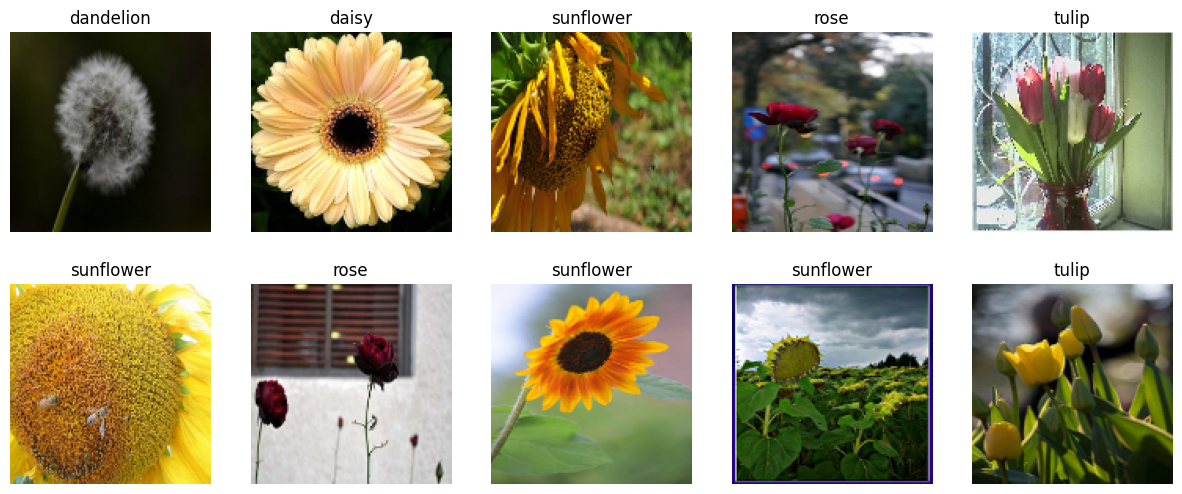 dandelion
daisy
sunflower
rose
tulip
sunflower
rose
sunflower
sunflower
tulip